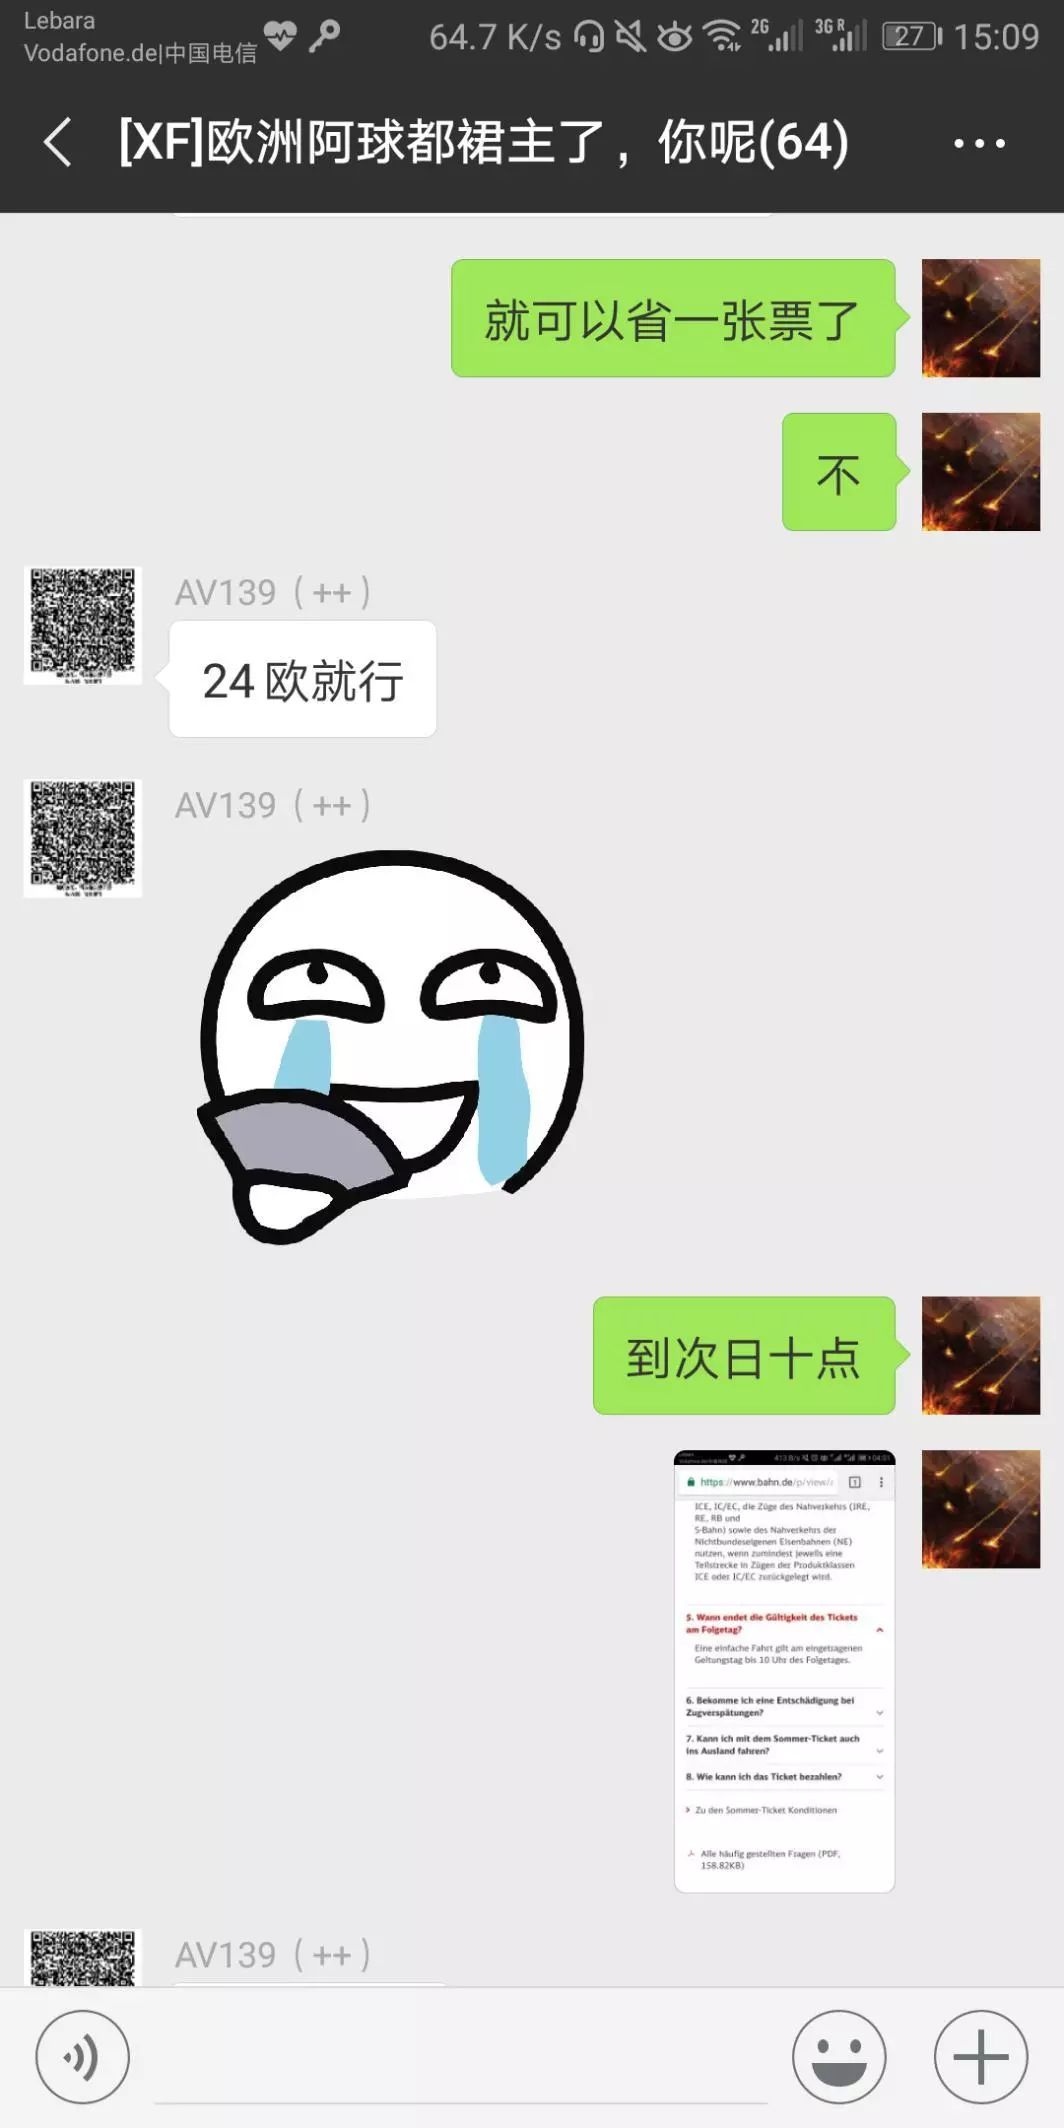 Lebara
Vodafone.de|中国电信
64.7 K/s
2G
3G R
27
15:09
[XF]欧洲阿球都裙主了，你呢(64)
就可以省一张票了
不
AV139（++）
24欧就行
AV139（++）
到次日十点
04:51
https://www.bahn.de/p/view/
1
ICE, IC/EC, die Züge des Nahverkehrs (IRE,
RE, RB und
S-Bahn) sowie des Nahverkehrs der
Nichtbundeseigenen Eisenbahnen (NE)
nutzen, wenn zumindest jeweils eine
Teilstrecke in Zügen der Produktklassen
ICE oder IC/EC zurückgelegt wird.
5. Wann endet die Gültigkeit des Tickets
am Folgetag?
Eine einfache Fahrt gilt am eingetragenen
Geltungstag bis 10 Uhr des Folgetages.
6. Bekomme ich eine Entschädigung bei
Zugverspätungen?
7. Kann ich mit dem Sommer-Ticket auch
ins Ausland fahren?
8. Wie kann ich das Ticket bezahlen?
Zu den Sommer-Ticket Konditionen
Alle häufig gestellten Fragen (PDF,
158.82KB)
AV139（++）